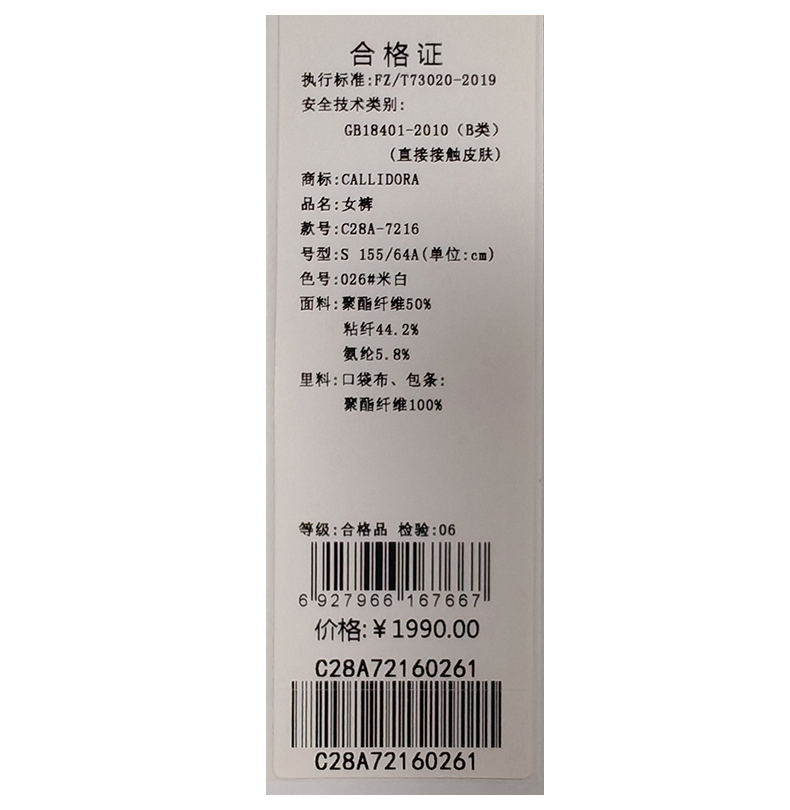 合格证
执行标准:FZ/T73020-2019
安全技术类别:
GB18401-2010（B类）
(直接接触皮肤)
商标:CALLIDORA
品名:女裤
款号:C28A-7216
号型:S 155/64A(单位:cm)
色号:026#米白
面料:聚酯纤维50%
粘纤44.2%
氨纶5.8%
里料:口袋布、包条:
聚酯纤维100%
等级:合格品 检验:06
6 927966 167667
价格:￥1990.00
C28A72160261
C28A72160261